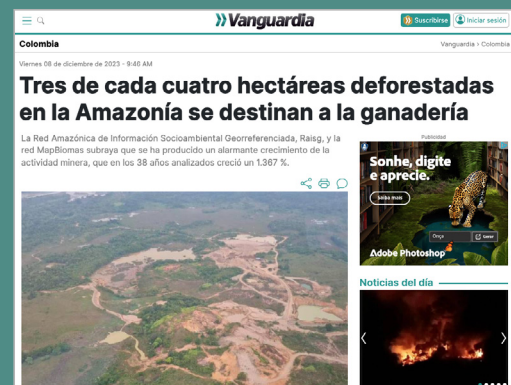 Vanguardia
Suscribirse
Iniciar sesión
Colombia
Vanguardia > Colombia
Viernes 08 de diciembre de 2023 - 9:46 AM
Tres de cada cuatro hectáreas deforestadas
en la Amazonía se destinan a la ganadería
La Red Amazónica de Información Socioambiental Georreferenciada, Raisg, y la
red MapBiomas subraya que se ha producido un alarmante crecimiento de la
actividad minera, que en los 38 años analizados creció un 1.367 %.
Publicidad
Sonhe, digite
e aprecie.
Saiba mais
Onça
Gerar
Adobe Photoshop
Noticias del día